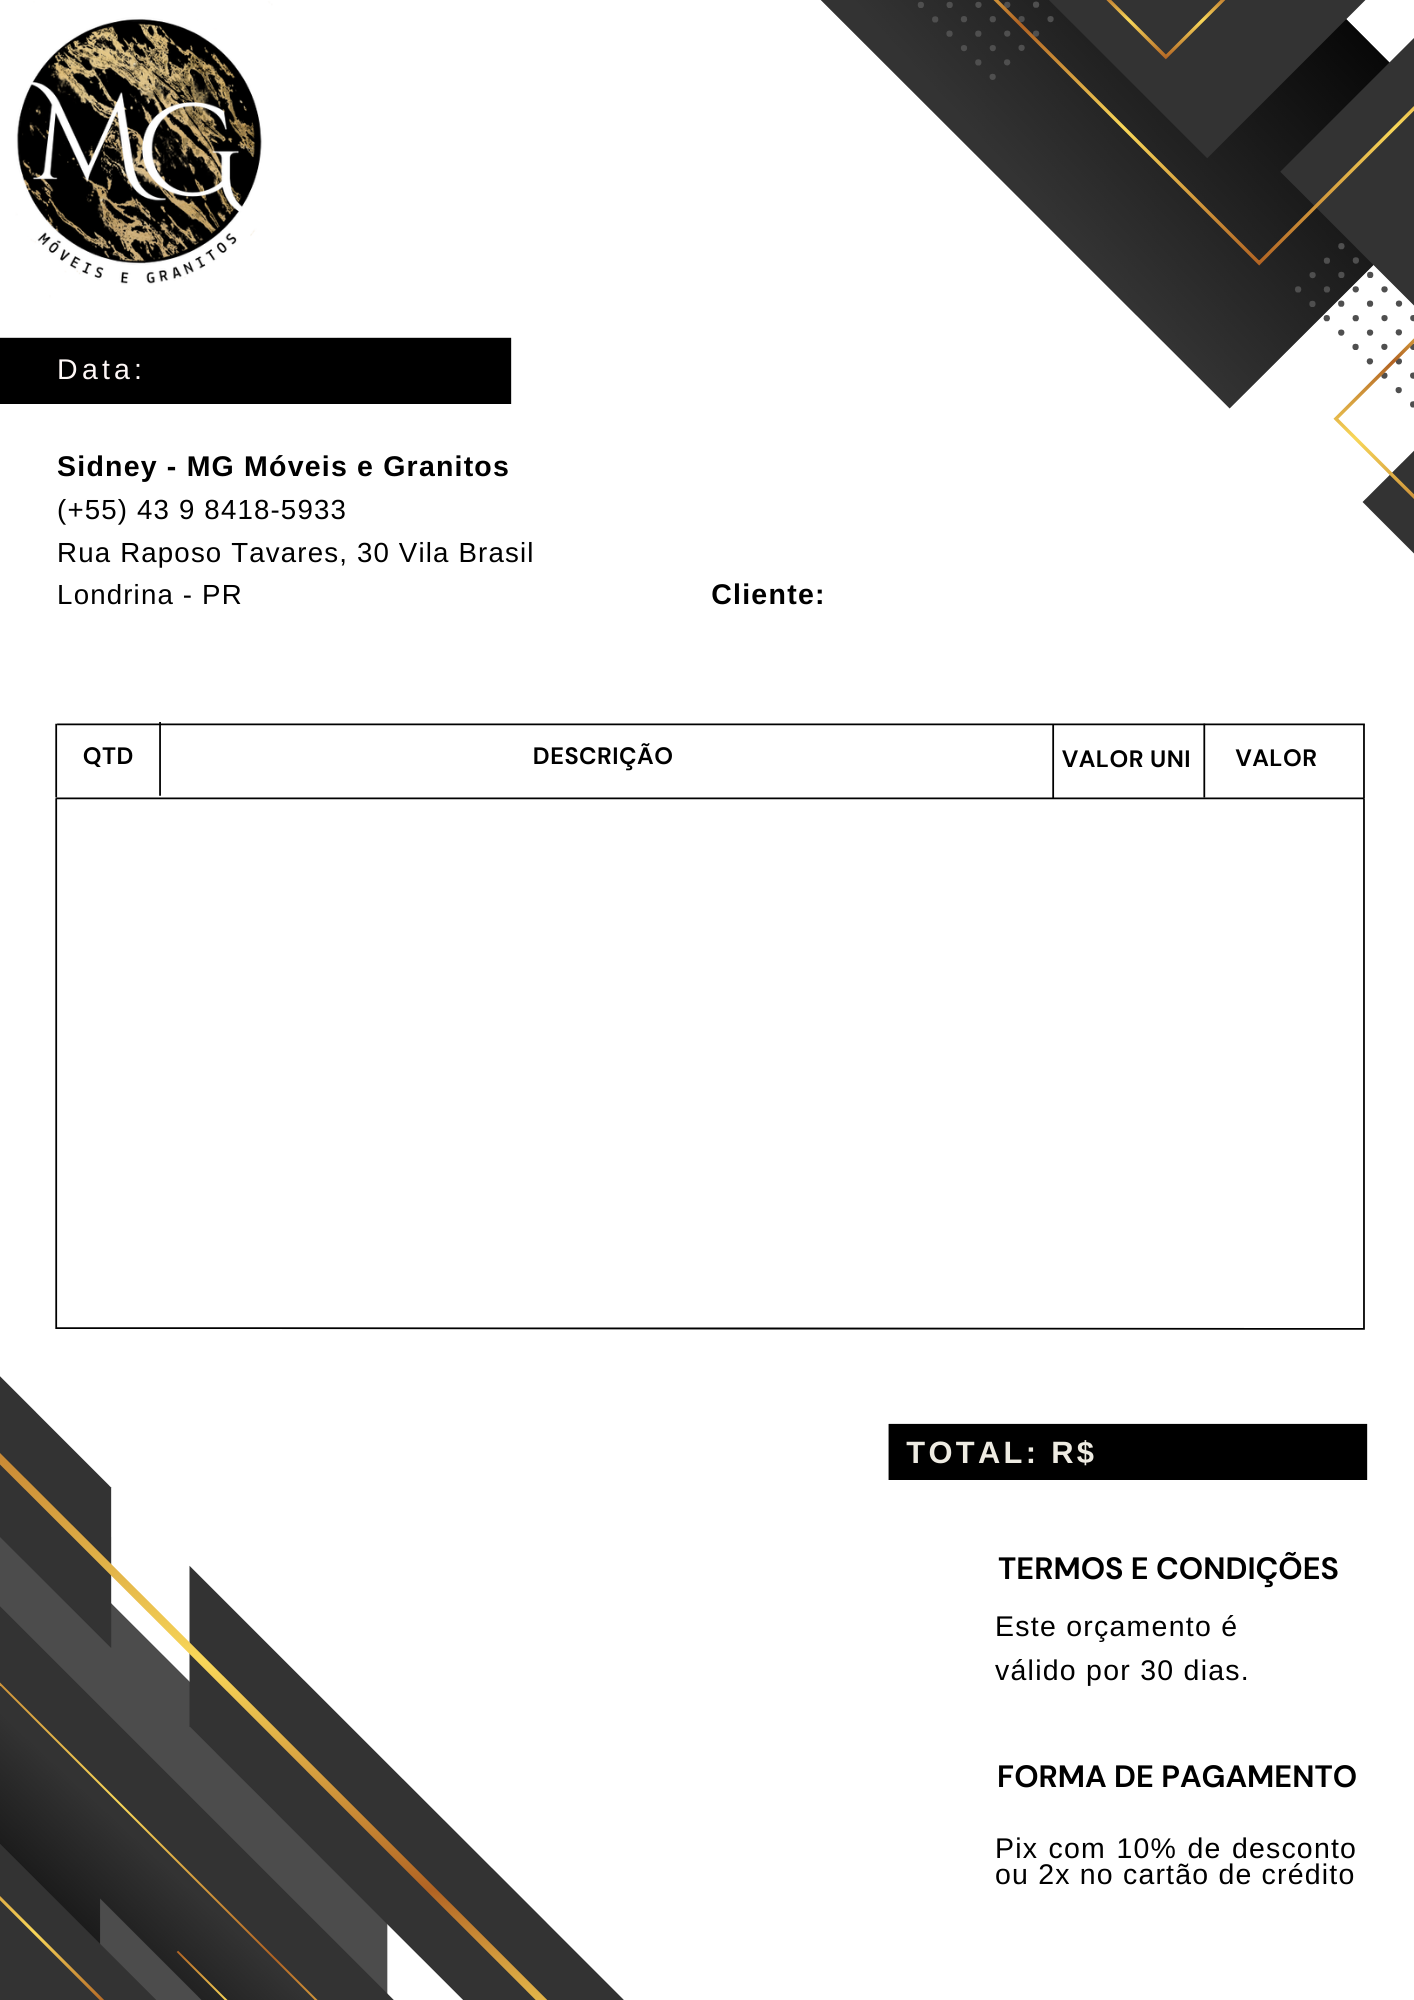 MG
MÓVEIS E GRANITOS
Data:
Sidney - MG Móveis e Granitos
(+55) 43 9 8418-5933
Rua Raposo Tavares, 30 Vila Brasil
Londrina - PR
Cliente:
QTD DESCRIÇÃO VALOR UNI VALOR
TOTAL: R$
TERMOS E CONDIÇÕES
Este orçamento é
válido por 30 dias.
FORMA DE PAGAMENTO
Pix com 10% de desconto
ou 2x no cartão de crédito